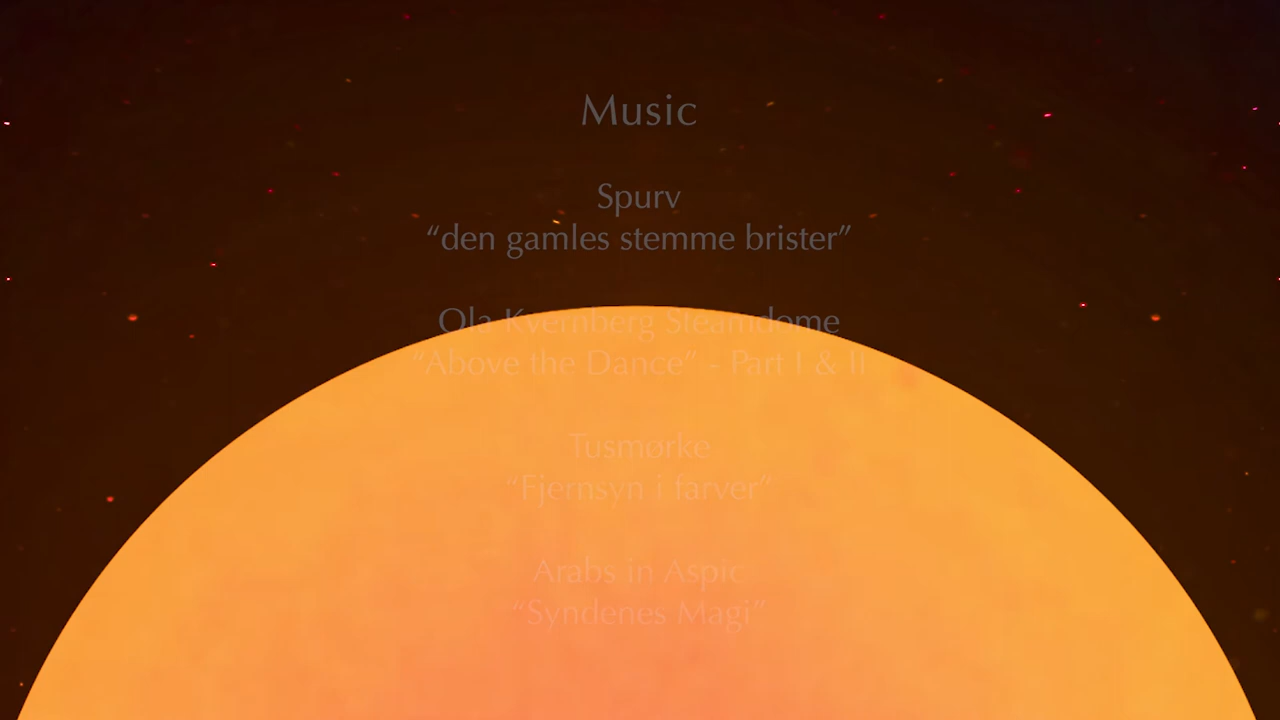 Music
Spurv
“den gamles stemme brister”
Ola Kvernberg Steamdome
“Above the Dance” - Part I & II
Tusmørke
“Fjernsyn i farver”
Arabs in Aspic
“Syndenes Magi”